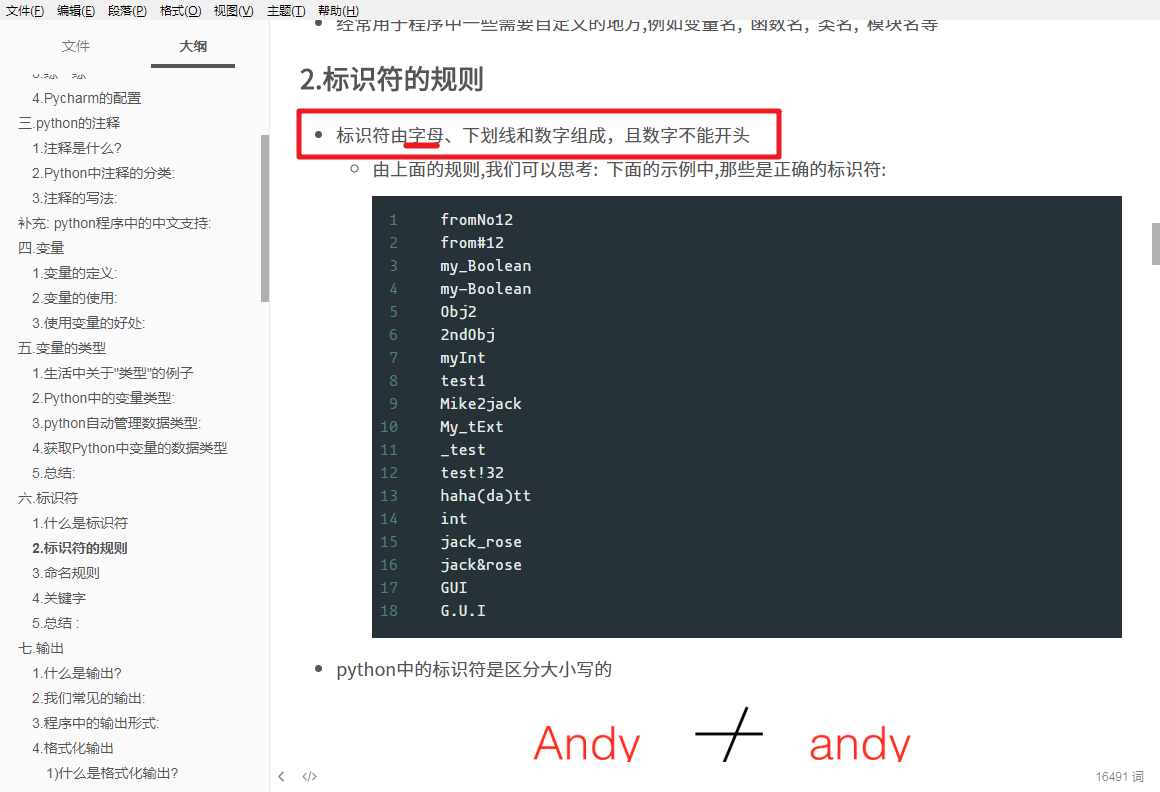 文件(F) 编辑(E) 段落(P) 格式(O) 视图(V) 主题(T) 帮助(H)
文件 大纲
4.Pycharm的配置
三.python的注释
1.注释是什么?
2.Python中注释的分类:
3.注释的写法:
补充: python程序中的中文支持:
四.变量
1.变量的定义:
2.变量的使用:
3.使用变量的好处:
五.变量的类型
1.生活中关于"类型"的例子
2.Python中的变量类型:
3.python自动管理数据类型:
4.获取Python中变量的数据类型
5.总结:
六.标识符
1.什么是标识符
2.标识符的规则
3.命名规则
4.关键字
5.总结 :
七.输出
1.什么是输出?
2.我们常见的输出:
3.程序中的输出形式:
4.格式化输出
1)什么是格式化输出?
经常用于程序中一些需要自定义的地方,例如变量名, 函数名, 类名, 模块名等
2.标识符的规则
标识符由字母、下划线和数字组成，且数字不能开头
由上面的规则,我们可以思考: 下面的示例中,那些是正确的标识符:
1 fromNo12
2 from#12
3 my_Boolean
4 my-Boolean
5 Obj2
6 2ndObj
7 myInt
8 test1
9 Mike2jack
10 My_tExt
11 _test
12 test!32
13 haha(da)tt
14 int
15 jack_rose
16 jack&rose
17 GUI
18 G.U.I
python中的标识符是区分大小写的
Andy ≠ andy
</>
16491 词